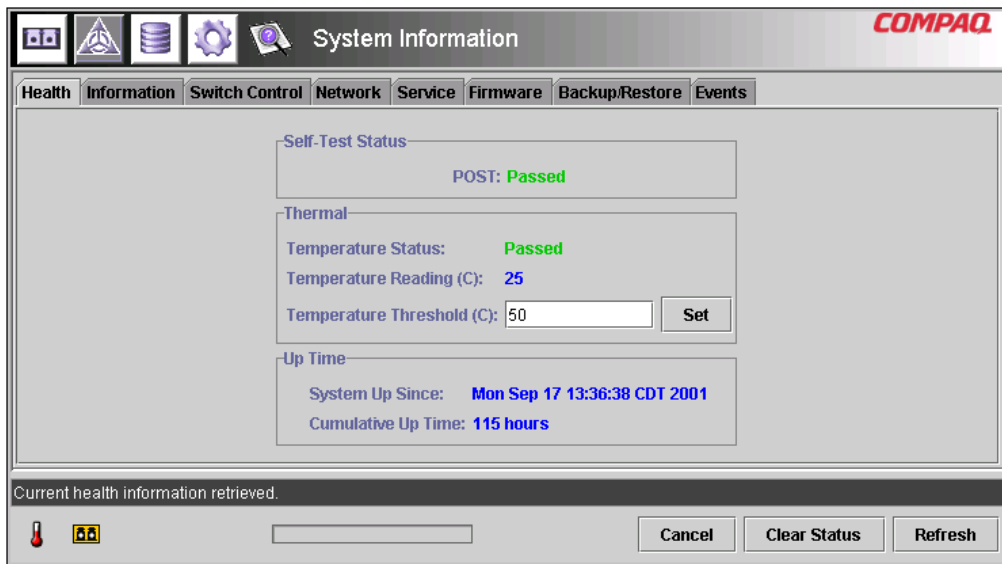 System Information
COMPAQ
Health Information Switch Control Network Service Firmware Backup/Restore Events
Self-Test Status
POST: Passed
Thermal
Temperature Status: Passed
Temperature Reading (C): 25
Temperature Threshold (C): 50 Set
Up Time
System Up Since: Mon Sep 17 13:36:38 CDT 2001
Cumulative Up Time: 115 hours
Current health information retrieved.
Cancel Clear Status Refresh